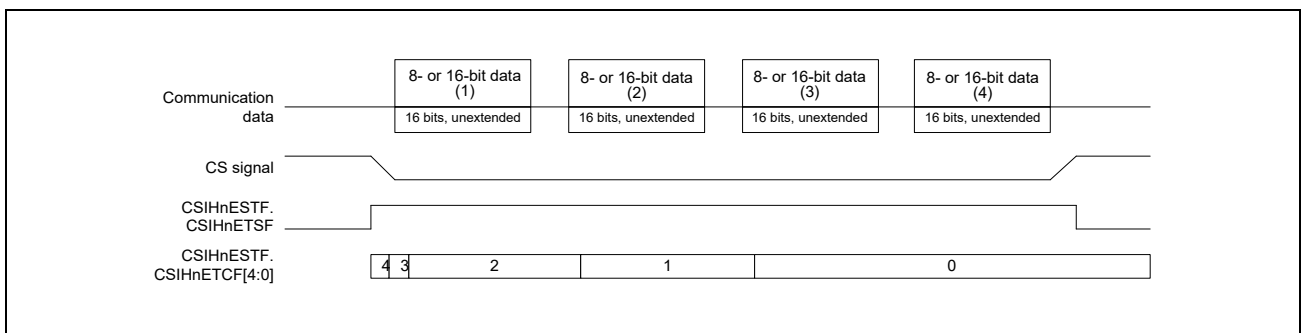 8- or 16-bit data
(1)
8- or 16-bit data
(2)
8- or 16-bit data
(3)
8- or 16-bit data
(4)
Communication
data
16 bits, unextended
16 bits, unextended
16 bits, unextended
16 bits, unextended
CS signal
CSIHnESTF.
CSIHnETSF
CSIHnESTF.
CSIHnETCF[4:0]
4 3 2 1 0